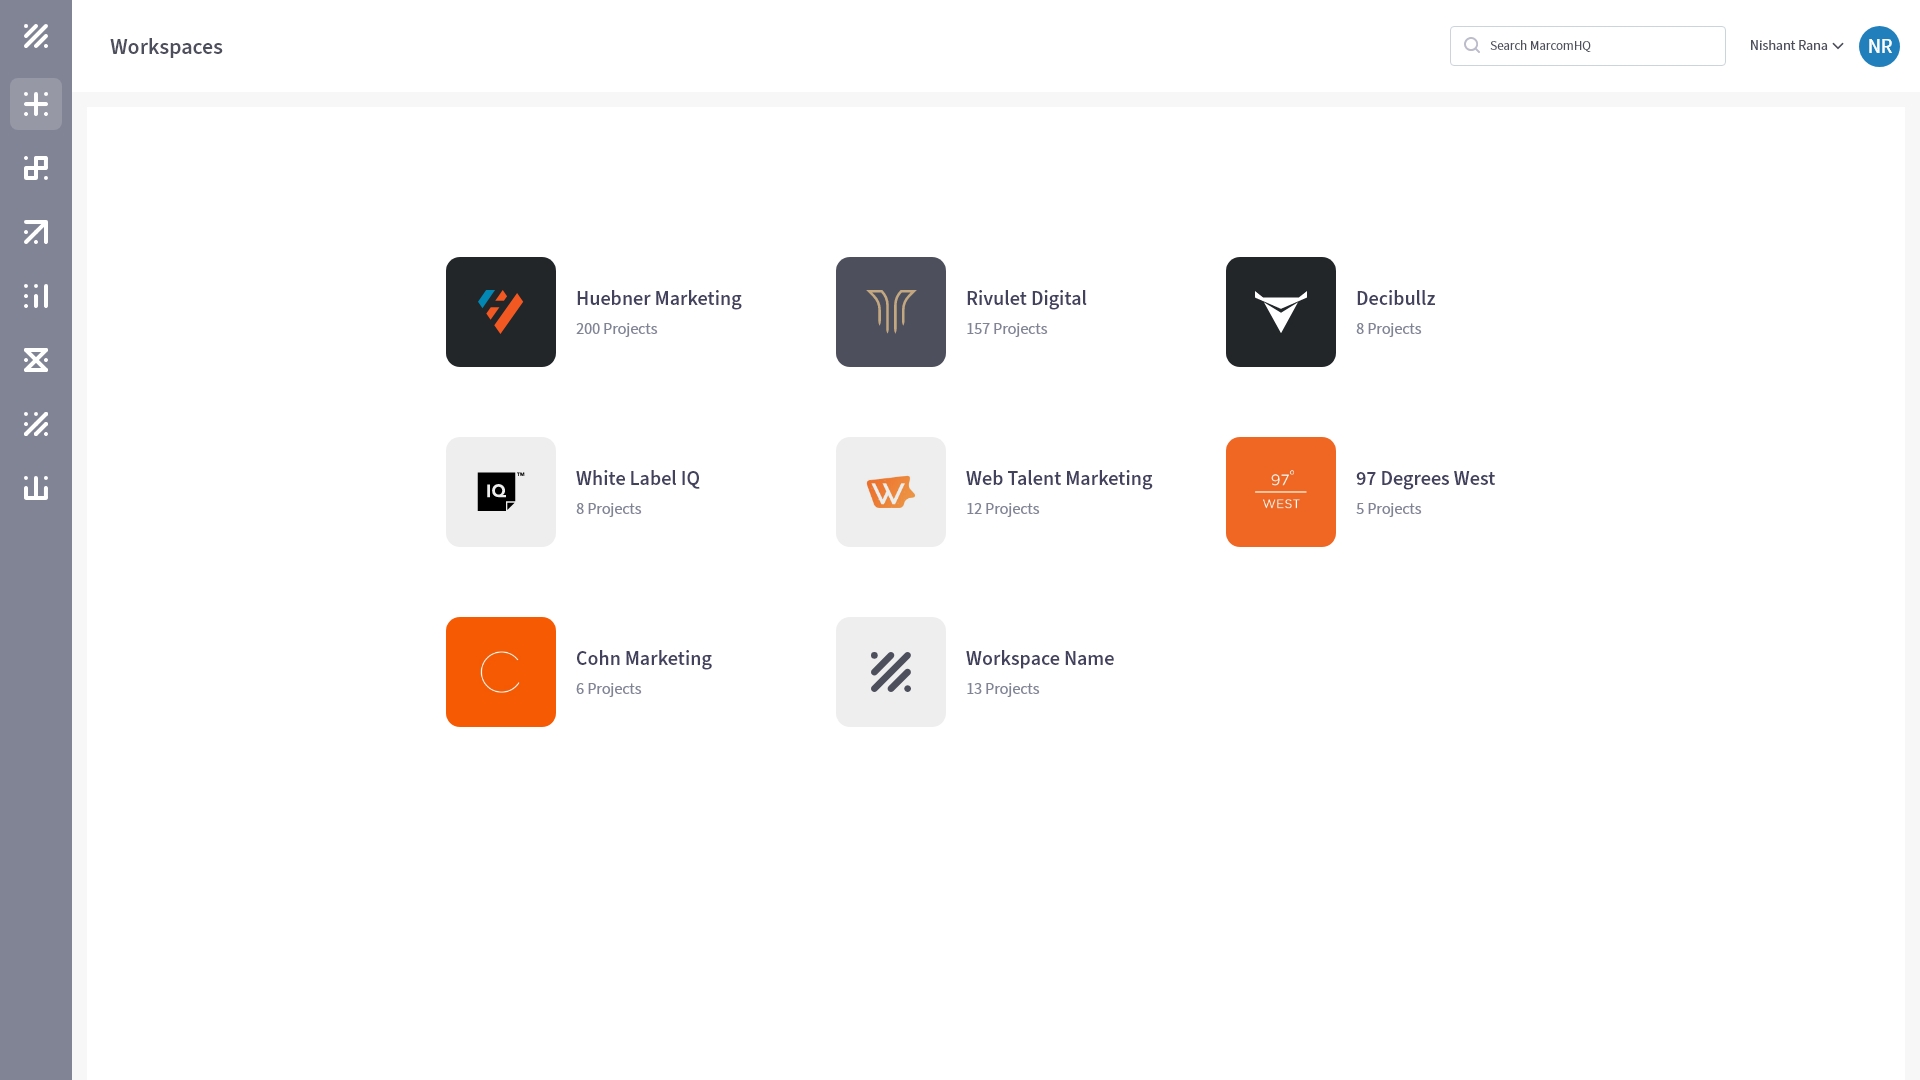 Workspaces
Search MarcomHQ
Nishant Rana
NR
Huebner Marketing
200 Projects
Rivulet Digital
157 Projects
Decibullz
8 Projects
IQ™
White Label IQ
8 Projects
W
Web Talent Marketing
12 Projects
97°
WEST
97 Degrees West
5 Projects
C
Cohn Marketing
6 Projects
Workspace Name
13 Projects